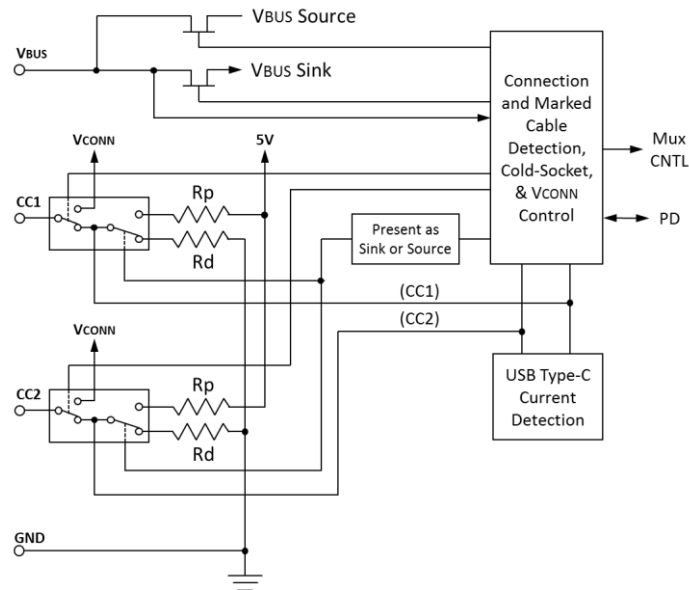 VBUS Source
VBUS
VBUS Sink
Connection
and Marked
Cable
Detection,
Cold-Socket,
& VCONN
Control
Mux
CNTL
PD
VCONN
5V
CC1
Rp
Rd
Present as
Sink or Source
(CC1)
(CC2)
VCONN
CC2
Rp
Rd
USB Type-C
Current
Detection
GND